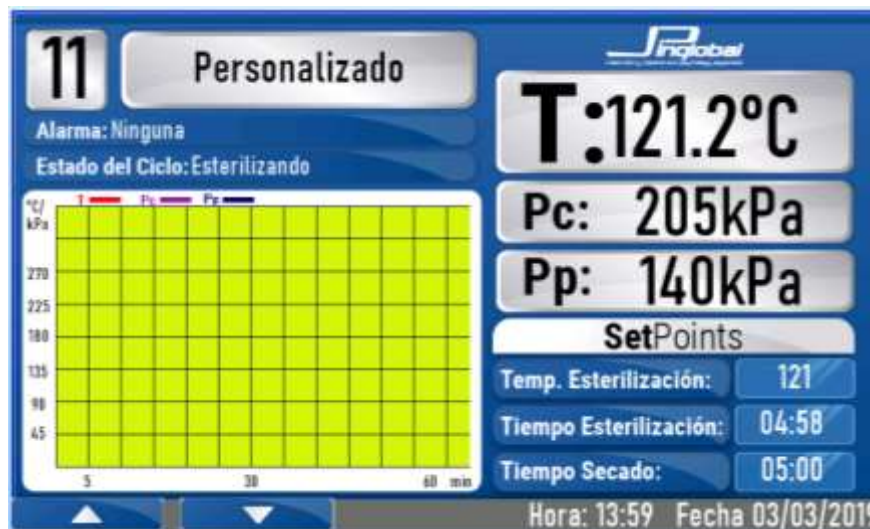 11
Personalizado
Alarma: Ninguna
Estado del Ciclo: Esterilizando
°C/
kPa
T
Pc
Pp
270
225
180
135
90
45
5
30
60
min
Jinglobal
T: 121.2°C
Pc: 205kPa
Pp: 140kPa
SetPoints
Temp. Esterilización: 121
Tiempo Esterilización: 04:58
Tiempo Secado: 05:00
Hora: 13:59 Fecha 03/03/2019